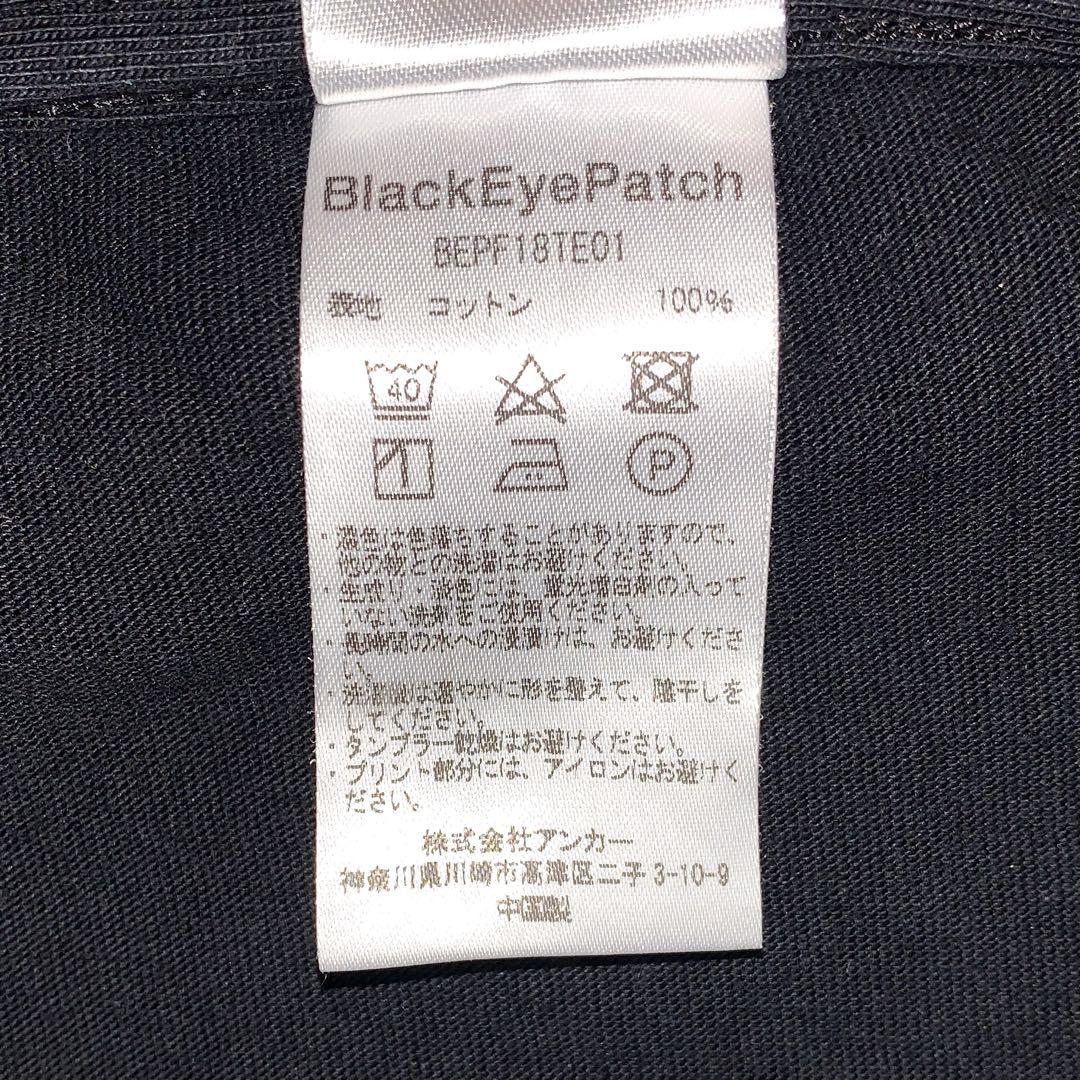 BlackEyePatch
BEPF18TE01
表地 コットン 100%
40
P
・濃色は色落ちすることがありますので、
他の物との洗濯はお避けください。
・生成り・淡色には、蛍光増白剤の入って
いない洗剤をご使用ください。
・長時間の水への浸漬けは、お避けくださ
い。
・洗濯後は速やかに形を整えて、陰干しを
してください。
・タンブラー乾燥はお避けください。
・プリント部分には、アイロンはお避けく
ださい。
株式会社アンカー
神奈川県川崎市高津区二子 3-10-9
中国製